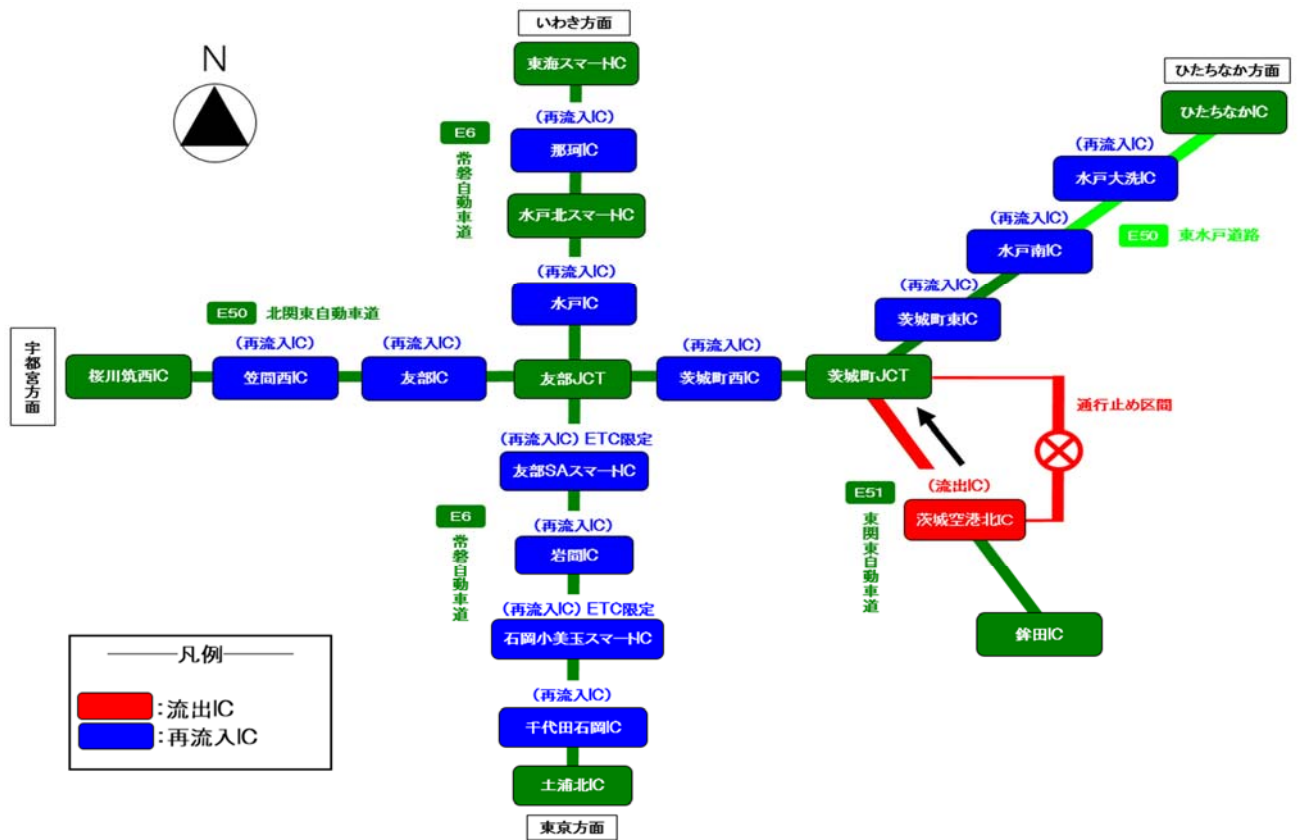 いわき方面
東海スマートIC
N
ひたちなか方面
ひたちなかIC
(再流入IC)
那珂IC
E6
常磐自動車道
(再流入IC)
水戸大洗IC
水戸北スマートIC
(再流入IC)
水戸南IC
E50 東水戸道路
(再流入IC)
水戸IC
(再流入IC)
茨城町東IC
E50 北関東自動車道
宇都宮方面
桜川筑西IC
(再流入IC)
笠間西IC
(再流入IC)
友部IC
友部JCT
(再流入IC)
茨城町西IC
茨城町JCT
通行止め区間
(再流入IC) ETC限定
友部SAスマートIC
(流出IC)
茨城空港北IC
E51
東関東自動車道
E6
常磐自動車道
(再流入IC)
岩間IC
(再流入IC) ETC限定
石岡小美玉スマートIC
鉾田IC
(再流入IC)
千代田石岡IC
土浦北IC
東京方面
凡例
:流出IC
:再流入IC